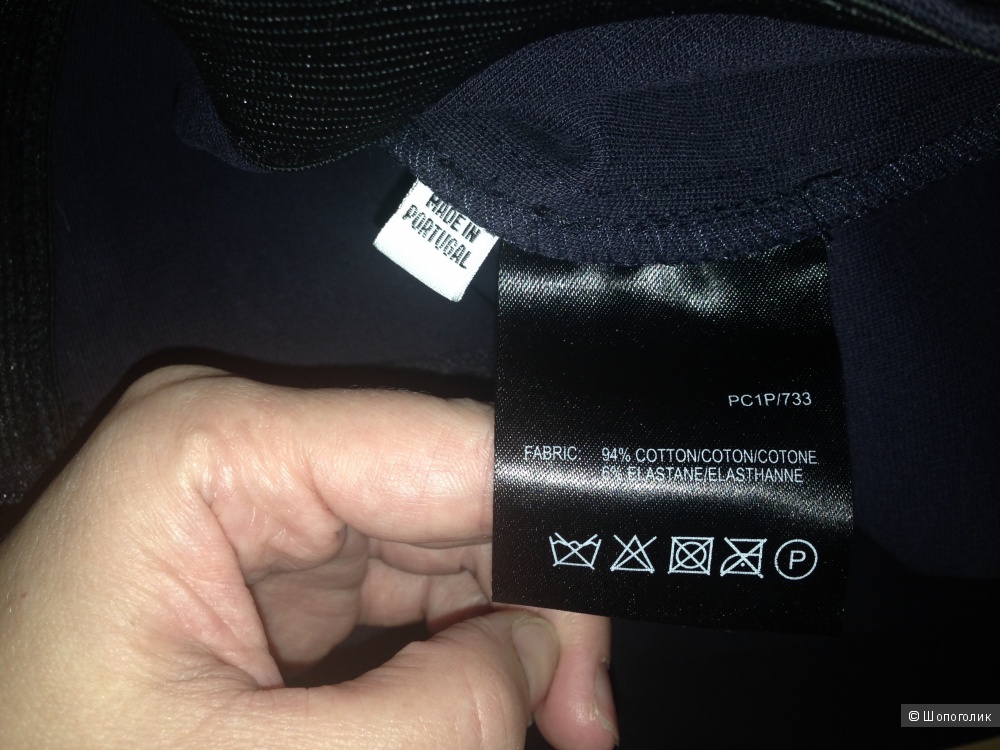 MADE IN
PORTUGAL
PC1P/733
FABRIC 94% COTTON/COTON/COTONE
6% ELASTANE/ELASTHANNE
P
© Шопоголик